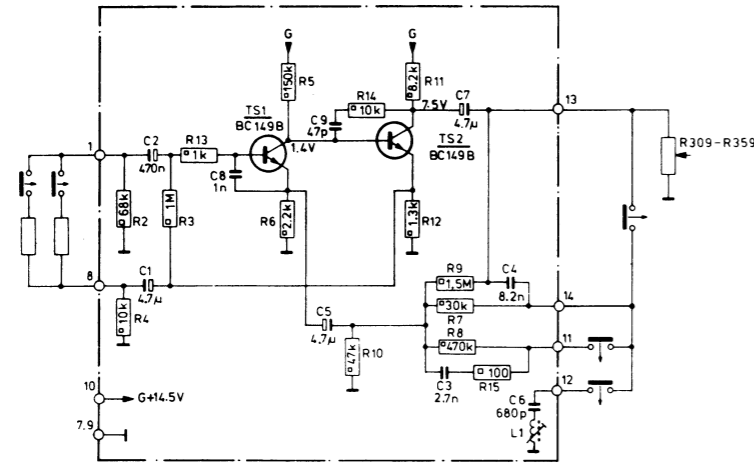 G
G
150k
R5
8.2k
R11
R14
10k
C7
4.7µ
7.5V
13
TS1
BC149B
C9
47p
1.4V
TS2
BC149B
R309-R359
1
C2
470n
R13
1k
C8
1n
68k
R2
1M
R3
R6
2.2k
1.3k
R12
8
C1
4.7µ
10k
R4
R9
1,5M
C4
8.2n
30k
R7
14
C5
4.7µ
R8
470k
11
47k
R10
C3
2.7n
100
R15
12
C6
680p
L1
10
G+14.5V
7.9